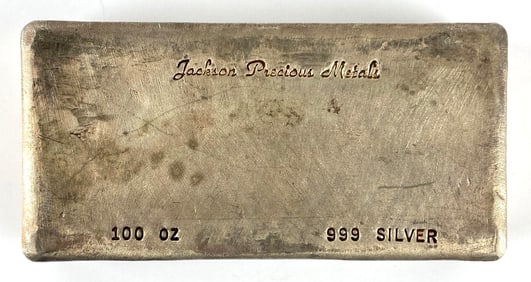 Jackson Precious Metals
100 OZ 999 SILVER